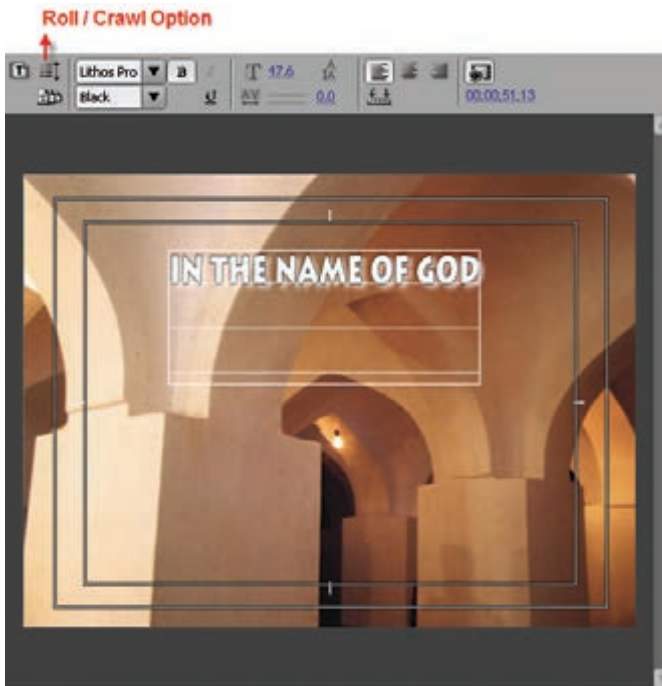 Roll / Crawl Option
Lithos Pro B T 47.6
Black 0.0 00;00;51;13
IN THE NAME OF GOD